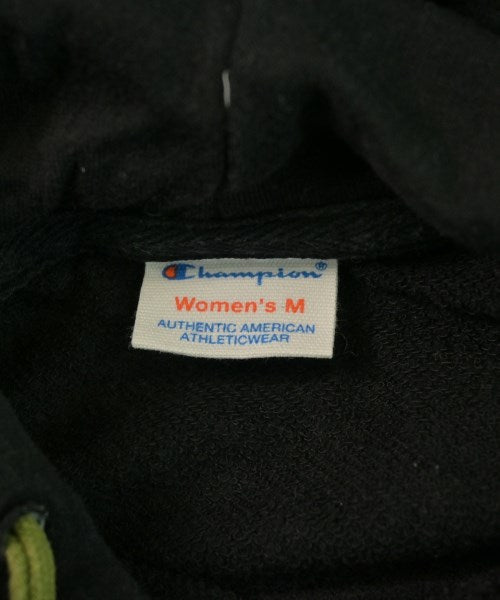 Champion®
Women's M
AUTHENTIC AMERICAN
ATHLETICWEAR